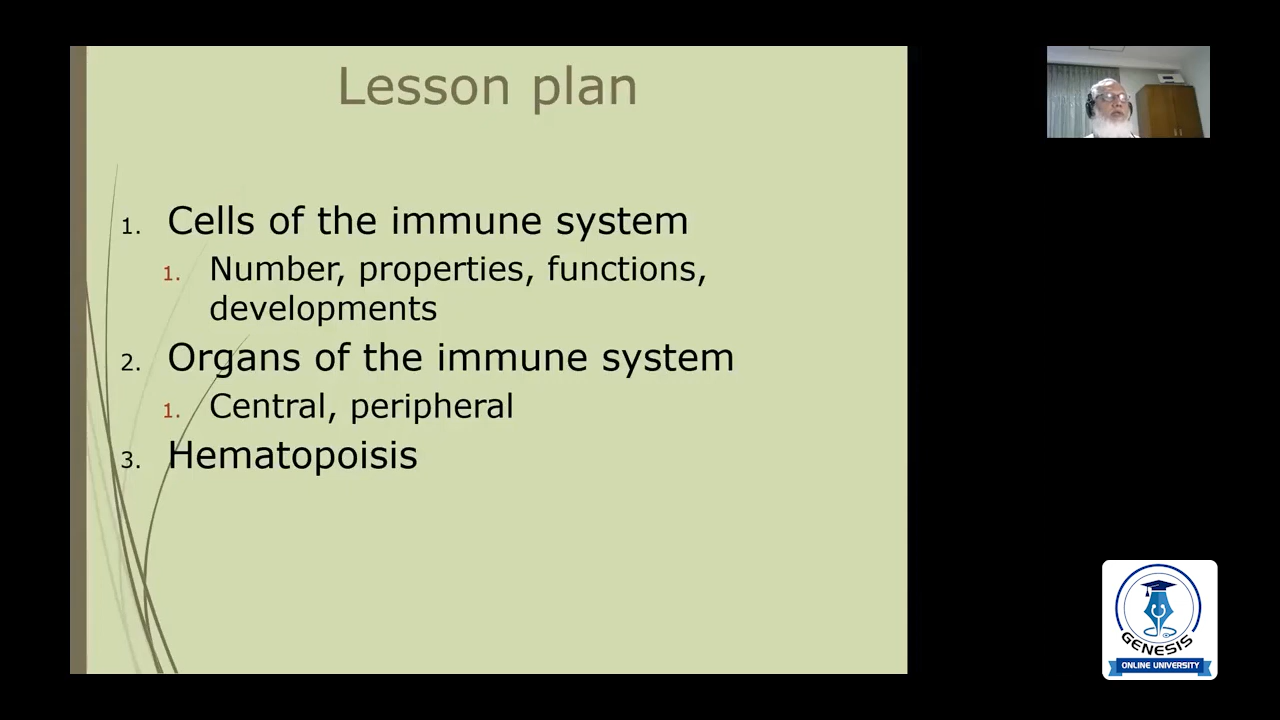 Lesson plan
1. Cells of the immune system
1. Number, properties, functions,
developments
2. Organs of the immune system
1. Central, peripheral
3. Hematopoisis
GENESIS
ONLINE UNIVERSITY